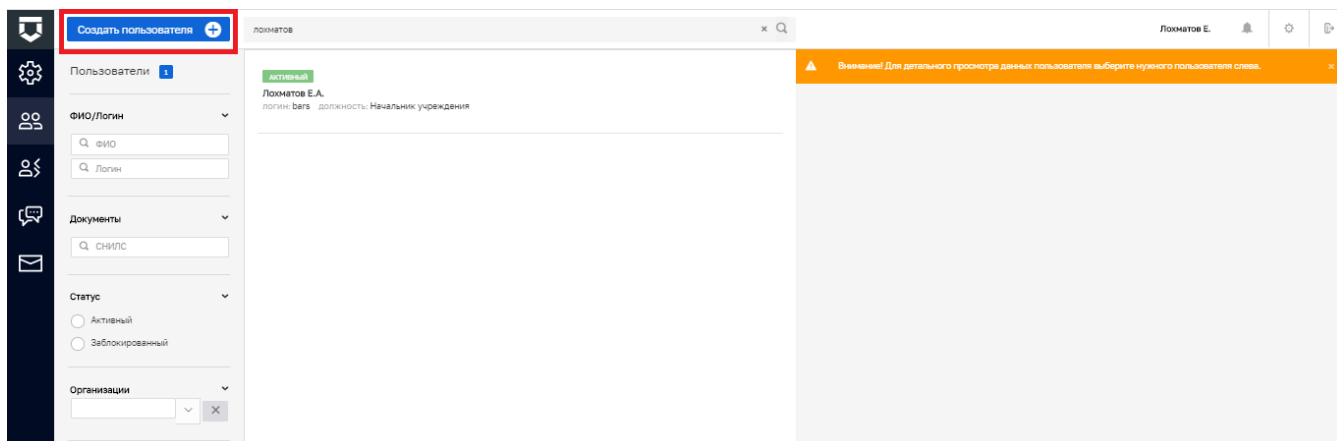 Создать пользователя
лохматов
Лохматов Е.
Пользователи 1
ФИО/Логин
ФИО
Логин
Документы
СНИЛС
Статус
Активный
Заблокированный
Организации
АКТИВНЫЙ
Лохматов Е.А.
логин: bars должность: Начальник учреждения
Внимание! Для детального просмотра данных пользователя выберите нужного пользователя слева.